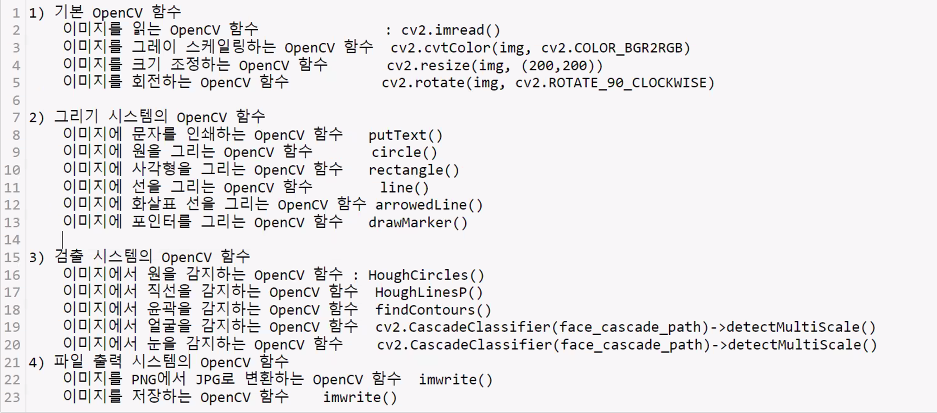 1 1) 기본 OpenCV 함수
2 이미지를 읽는 OpenCV 함수 : cv2.imread()
3 이미지를 그레이 스케일링하는 OpenCV 함수 cv2.cvtColor(img, cv2.COLOR_BGR2RGB)
4 이미지를 크기 조정하는 OpenCV 함수 cv2.resize(img, (200,200))
5 이미지를 회전하는 OpenCV 함수 cv2.rotate(img, cv2.ROTATE_90_CLOCKWISE)
6
7 2) 그리기 시스템의 OpenCV 함수
8 이미지에 문자를 인쇄하는 OpenCV 함수 putText()
9 이미지에 원을 그리는 OpenCV 함수 circle()
10 이미지에 사각형을 그리는 OpenCV 함수 rectangle()
11 이미지에 선을 그리는 OpenCV 함수 line()
12 이미지에 화살표 선을 그리는 OpenCV 함수 arrowedLine()
13 이미지에 포인터를 그리는 OpenCV 함수 drawMarker()
14
15 3) 검출 시스템의 OpenCV 함수
16 이미지에서 원을 감지하는 OpenCV 함수 : HoughCircles()
17 이미지에서 직선을 감지하는 OpenCV 함수 HoughLinesP()
18 이미지에서 윤곽을 감지하는 OpenCV 함수 findContours()
19 이미지에서 얼굴을 감지하는 OpenCV 함수 cv2.CascadeClassifier(face_cascade_path)->detectMultiScale()
20 이미지에서 눈을 감지하는 OpenCV 함수 cv2.CascadeClassifier(face_cascade_path)->detectMultiScale()
21 4) 파일 출력 시스템의 OpenCV 함수
22 이미지를 PNG에서 JPG로 변환하는 OpenCV 함수 imwrite()
23 이미지를 저장하는 OpenCV 함수 imwrite()